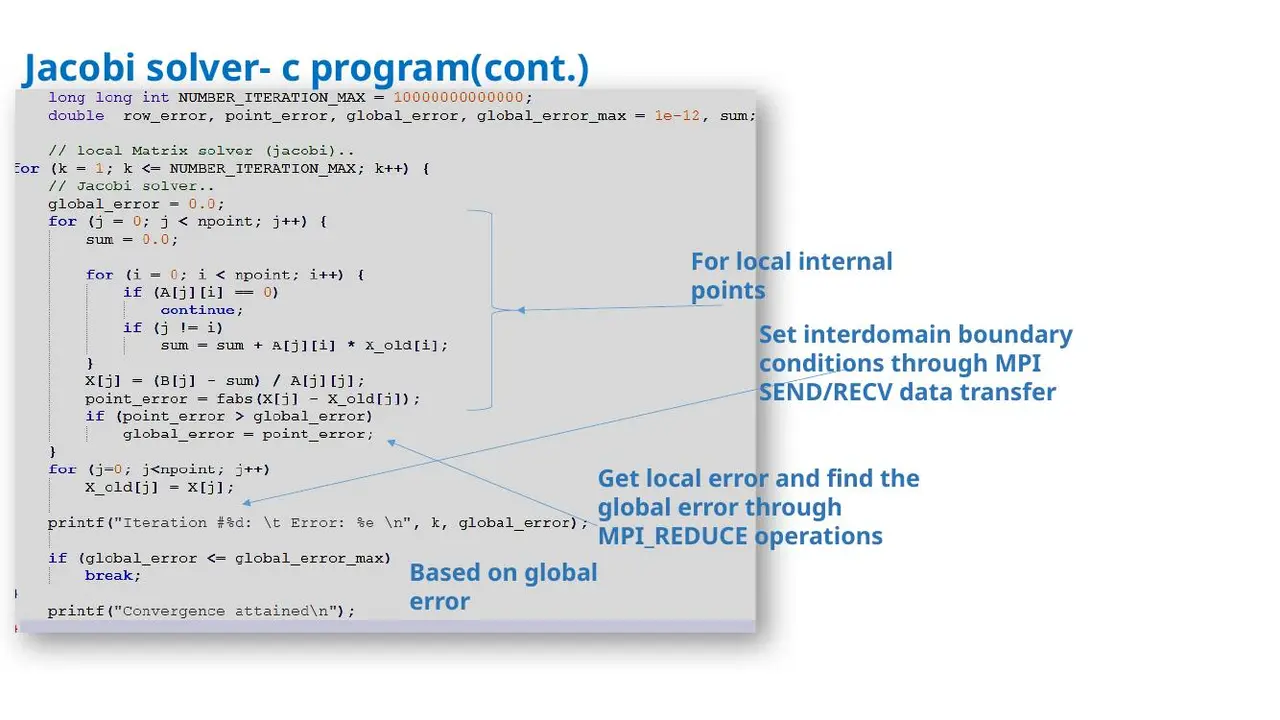 Jacobi solver- c program(cont.)
long long int NUMBER_ITERATION_MAX = 10000000000000;
double row_error, point_error, global_error, global_error_max = 1e-12, sum;
// local Matrix solver (jacobi)..
for (k = 1; k <= NUMBER_ITERATION_MAX; k++) {
// Jacobi solver..
global_error = 0.0;
for (j = 0; j < npoint; j++) {
sum = 0.0;
for (i = 0; i < npoint; i++) {
if (A[j][i] == 0)
continue;
if (j != i)
sum = sum + A[j][i] * X_old[i];
}
X[j] = (B[j] - sum) / A[j][j];
point_error = fabs(X[j] - X_old[j]);
if (point_error > global_error)
global_error = point_error;
}
for (j=0; j<npoint; j++)
X_old[j] = X[j];
printf("Iteration #%d: \t Error: %e \n", k, global_error);
if (global_error <= global_error_max)
break;
printf("Convergence attained\n");
For local internal
points
Set interdomain boundary
conditions through MPI
SEND/RECV data transfer
Get local error and find the
global error through
MPI_REDUCE operations
Based on global
error